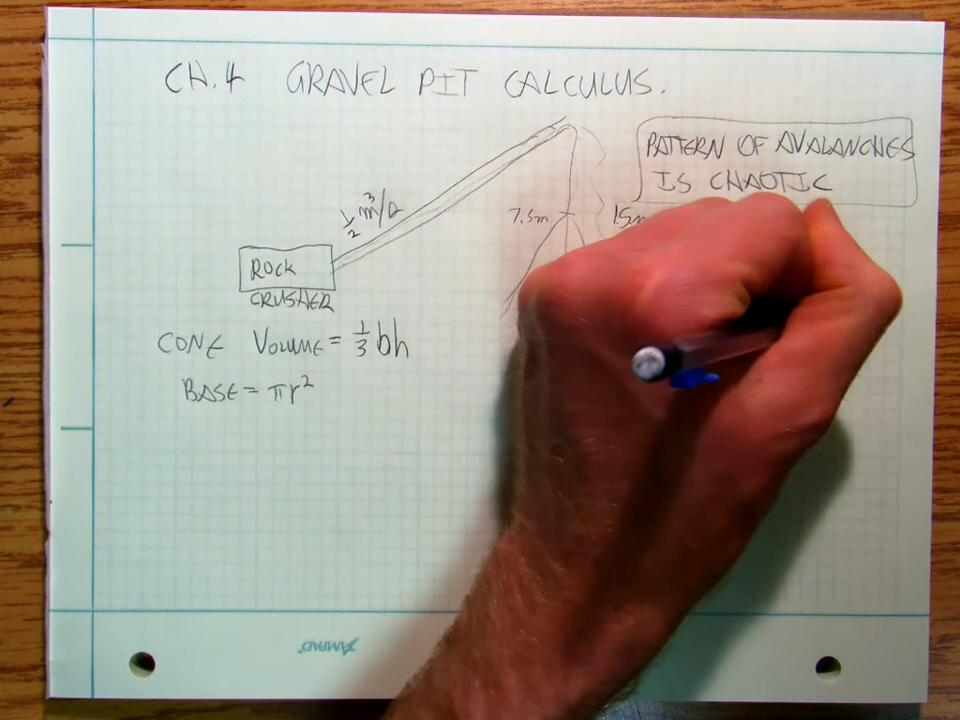 CH.4 GRAVEL PIT CALCULUS.
PATTERN OF AVALANCHES
IS CHAOTIC
1/2 m³/s
7.5m
15m
ROCK
CRUSHER
CONE VOLUME = 1/3 bh
BASE = πr²
AMPAD